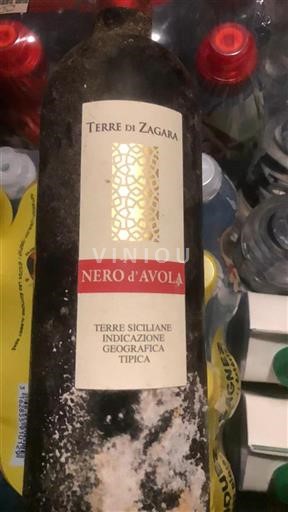 TERRE DI ZAGARA
VINIOU
NERO d'AVOLA
TERRE SICILIANE
INDICAZIONE
GEOGRAFICA
TIPICA